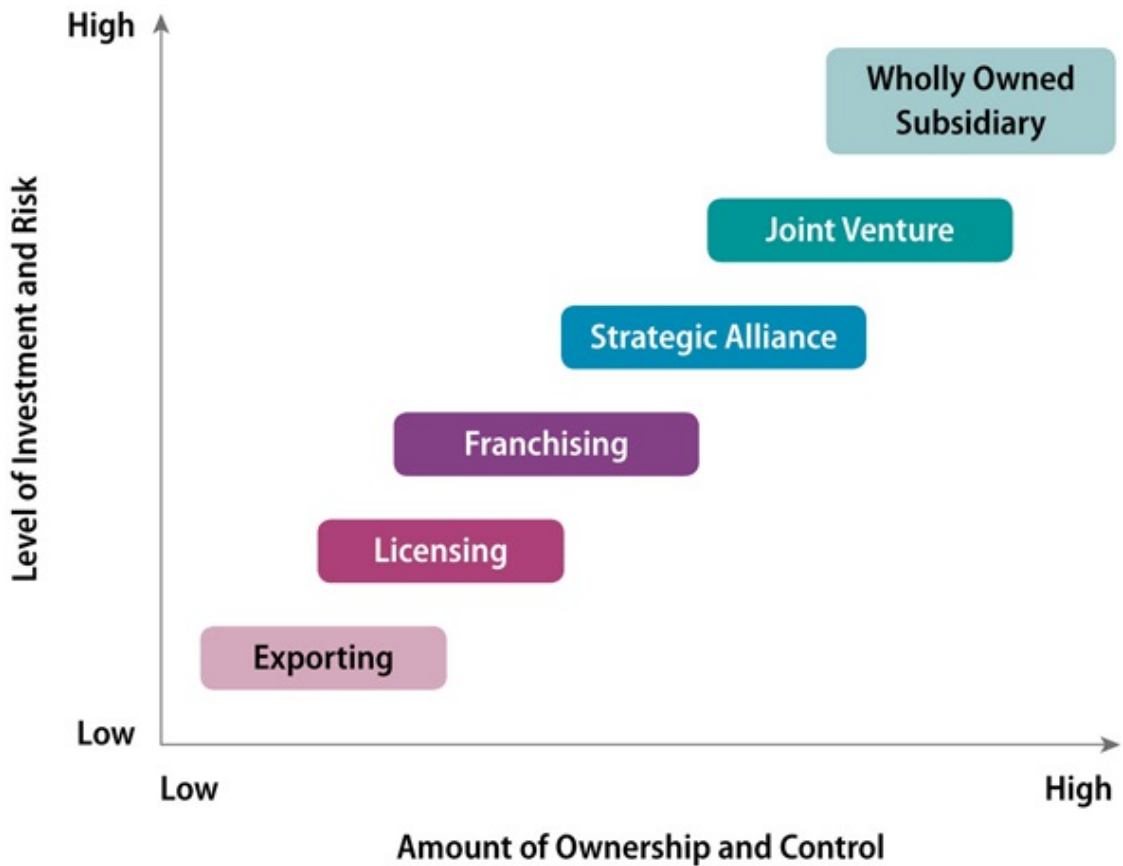 High
Wholly Owned
Subsidiary
Joint Venture
Strategic Alliance
Franchising
Licensing
Exporting
Level of Investment and Risk
Low
Low
High
Amount of Ownership and Control